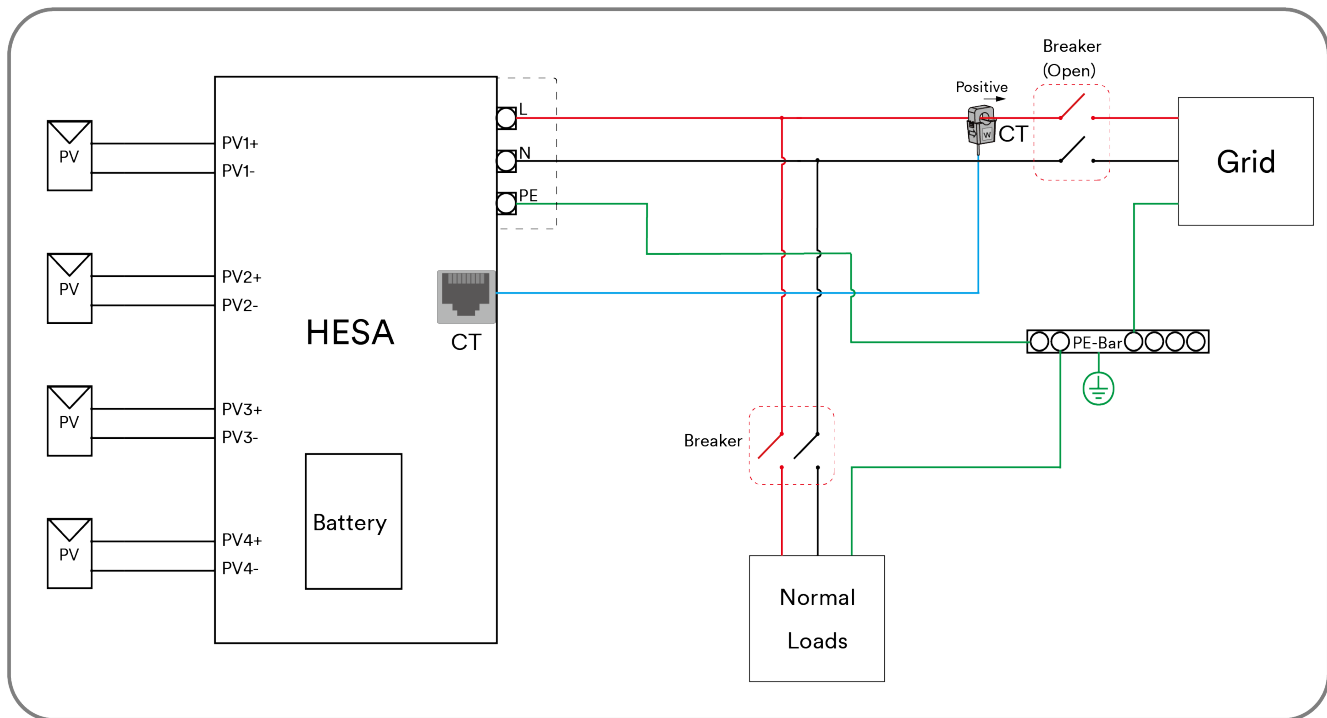 Breaker
(Open)
Positive
CT
Grid
L
N
PE
PV
PV1+
PV1-
PV
PV2+
PV2-
HESA
CT
PE-Bar
PV
PV3+
PV3-
Breaker
Battery
PV
PV4+
PV4-
Normal
Loads
W